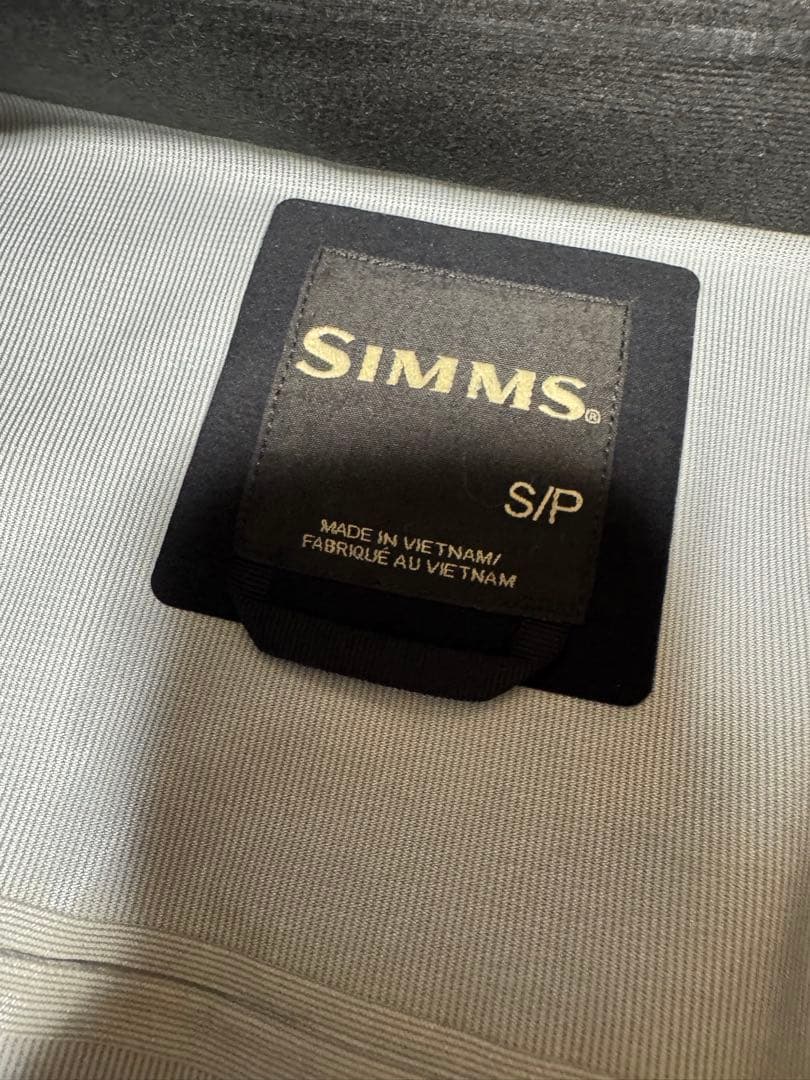 SIMMS®
S/P
MADE IN VIETNAM/
FABRIQUÉ AU VIETNAM